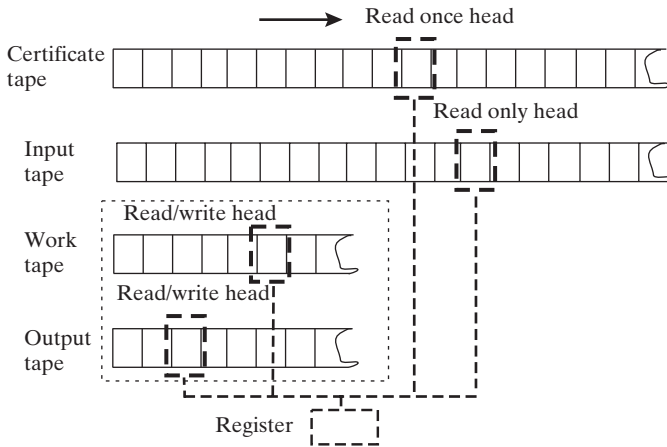 Read once head
Certificate
tape
Read only head
Input
tape
Read/write head
Work
tape
Read/write head
Output
tape
Register